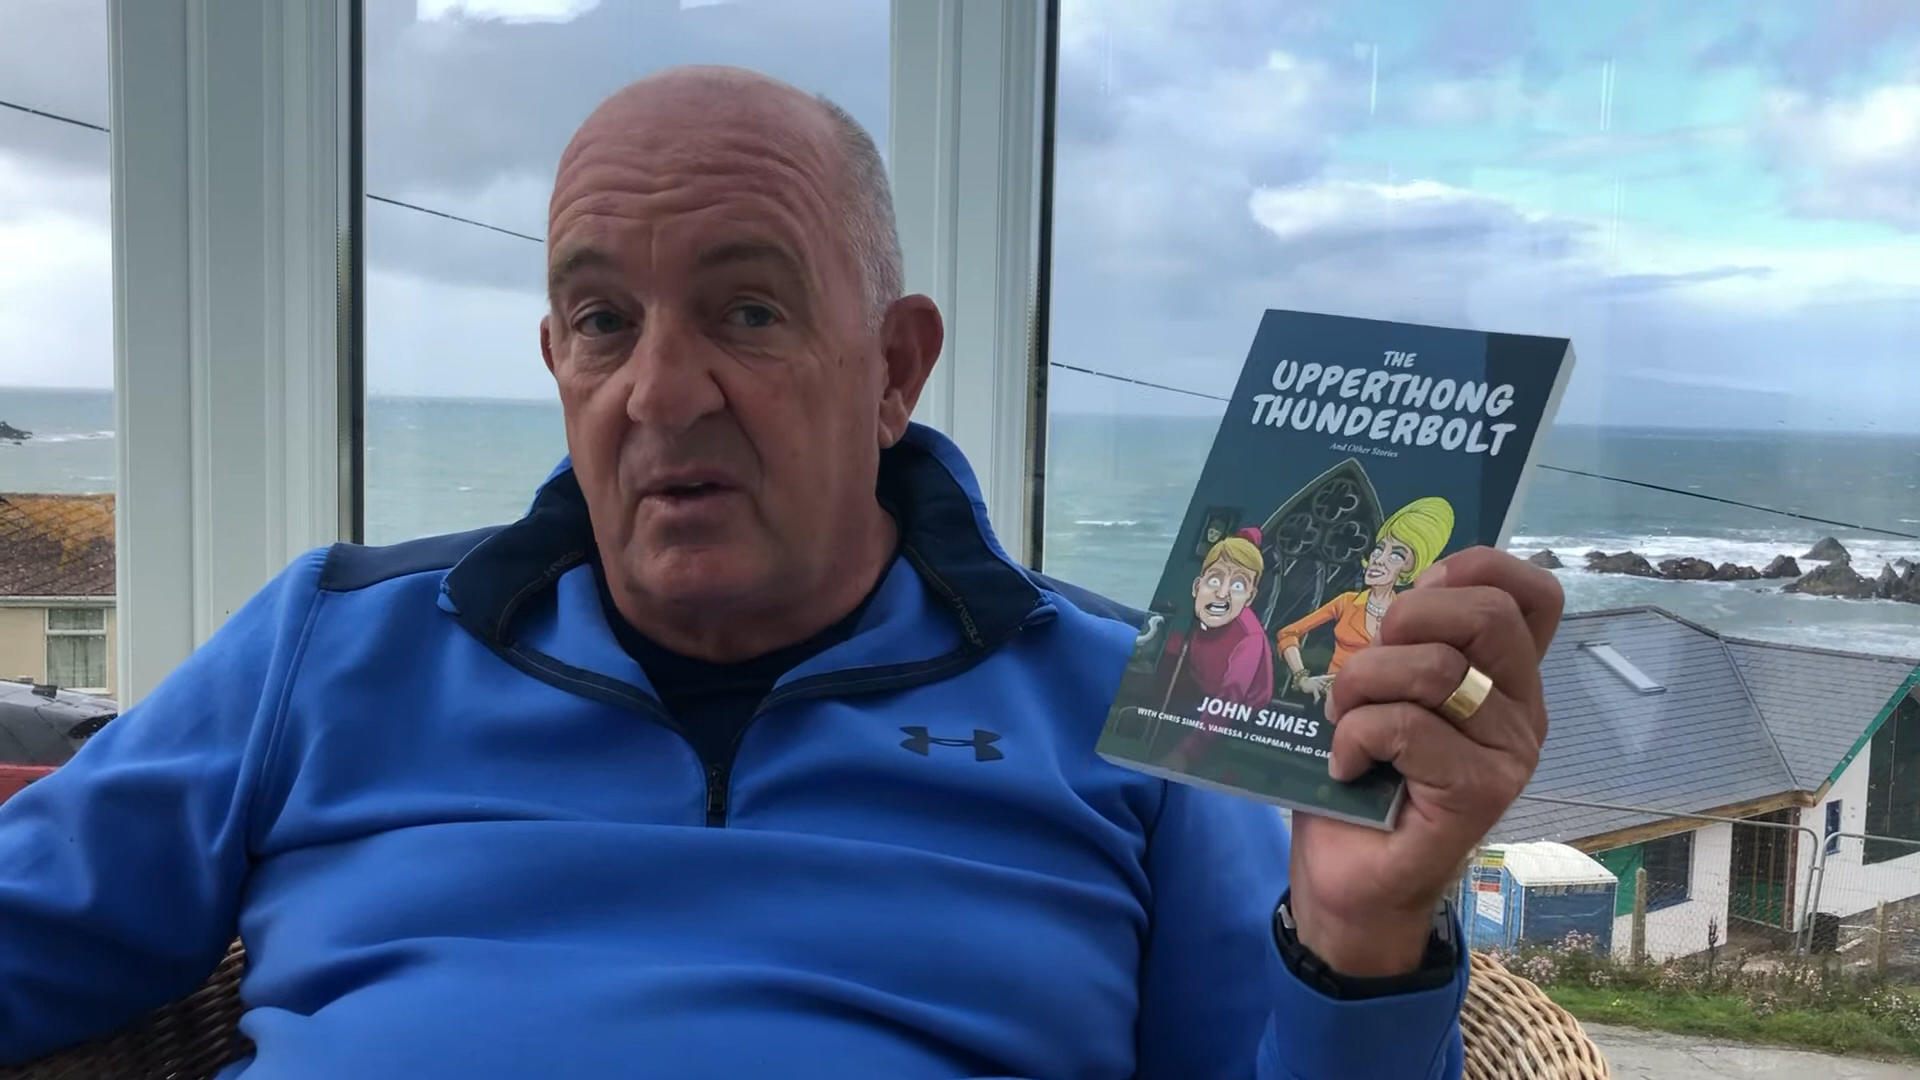 THE
UPPERTHONG
THUNDERBOLT
And Other Stories
JOHN SIMES
WITH CHRIS SIMES, VANESSA J CHAPMAN, AND